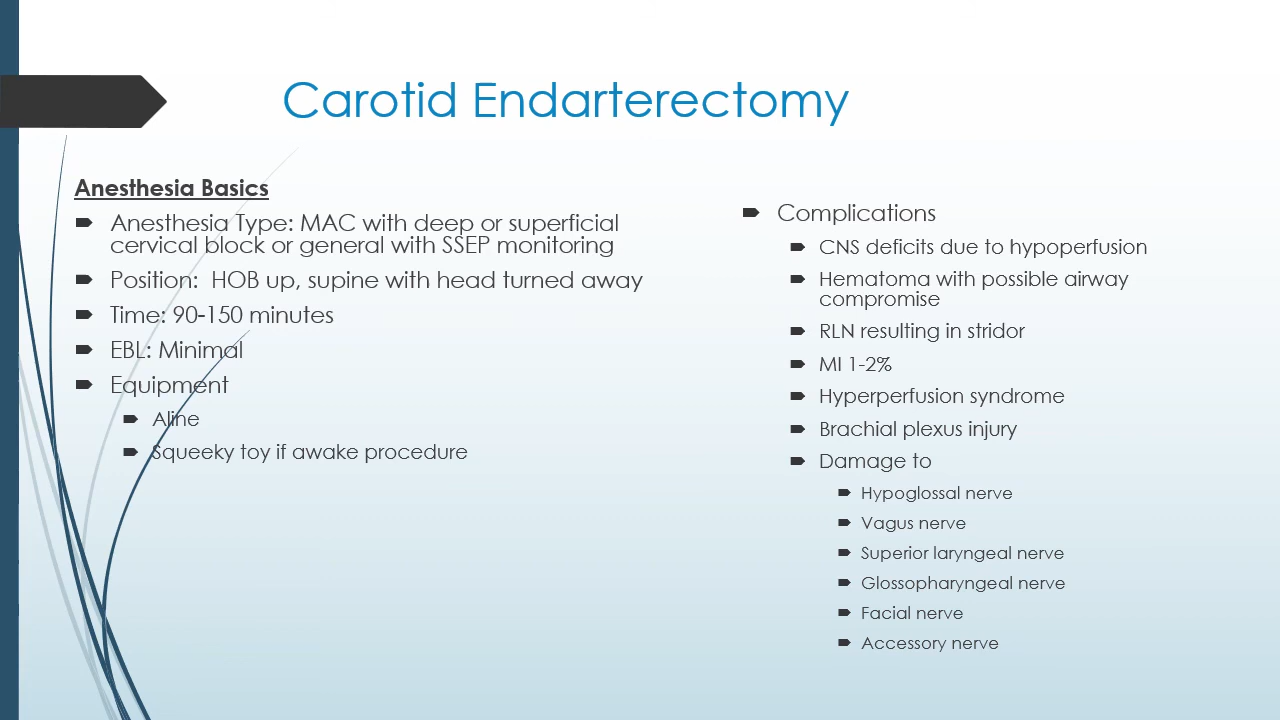 Carotid Endarterectomy
Anesthesia Basics
Anesthesia Type: MAC with deep or superficial
cervical block or general with SSEP monitoring
Position:  HOB up, supine with head turned away
Time: 90-150 minutes
EBL: Minimal
Equipment
Aline
Squeeky toy if awake procedure
Complications
CNS deficits due to hypoperfusion
Hematoma with possible airway
compromise
RLN resulting in stridor
MI 1-2%
Hyperperfusion syndrome
Brachial plexus injury
Damage to
Hypoglossal nerve
Vagus nerve
Superior laryngeal nerve
Glossopharyngeal nerve
Facial nerve
Accessory nerve